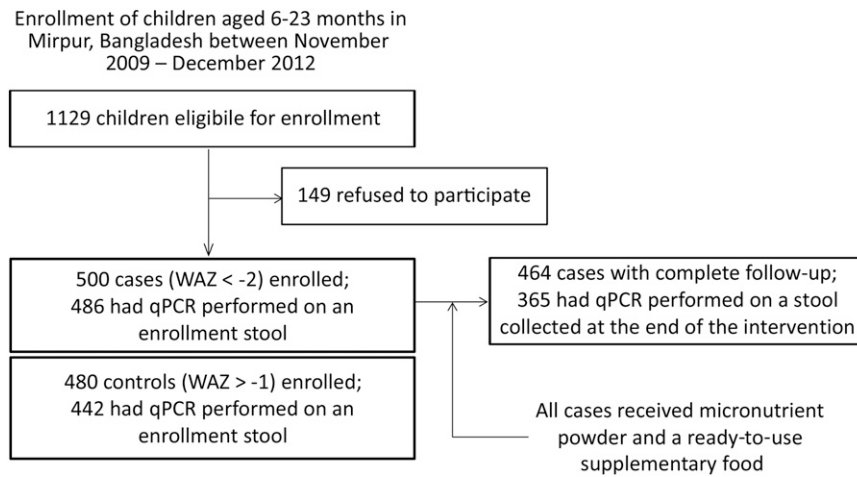 Enrollment of children aged 6-23 months in
Mirpur, Bangladesh between November
2009 – December 2012
1129 children eligibile for enrollment
149 refused to participate
500 cases (WAZ < -2) enrolled;
486 had qPCR performed on an
enrollment stool
464 cases with complete follow-up;
365 had qPCR performed on a stool
collected at the end of the intervention
480 controls (WAZ > -1) enrolled;
442 had qPCR performed on an
enrollment stool
All cases received micronutrient
powder and a ready-to-use
supplementary food